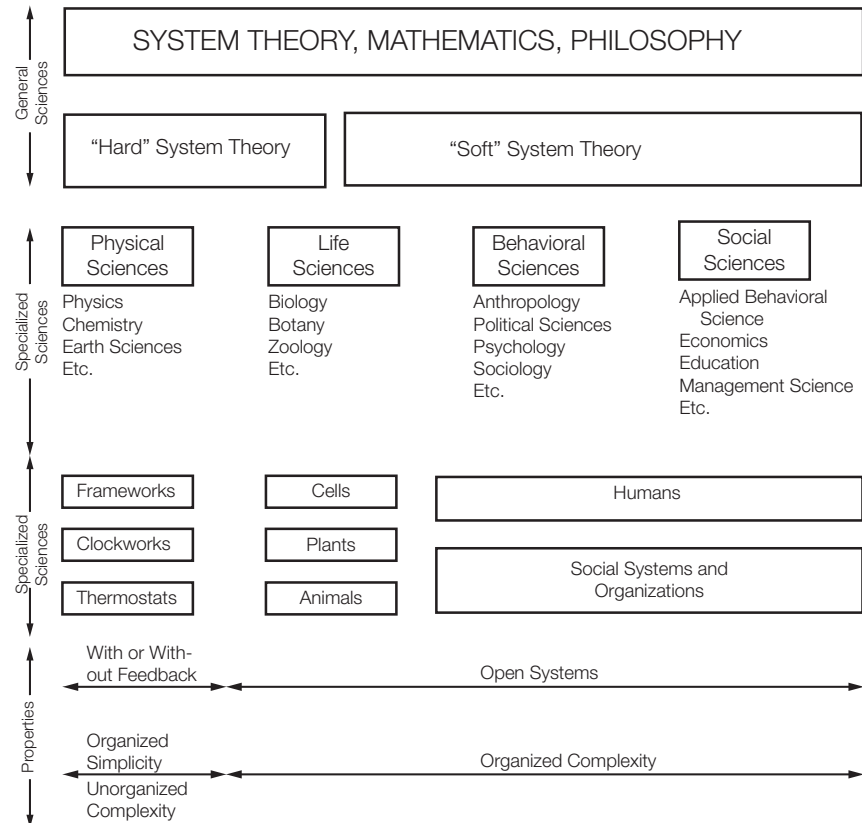 SYSTEM THEORY, MATHEMATICS, PHILOSOPHY
General
Sciences
“Hard” System Theory
“Soft” System Theory
Specialized
Sciences
Physical
Sciences
Physics
Chemistry
Earth Sciences
Etc.
Life
Sciences
Biology
Botany
Zoology
Etc.
Behavioral
Sciences
Anthropology
Political Sciences
Psychology
Sociology
Etc.
Social
Sciences
Applied Behavioral
Science
Economics
Education
Management Science
Etc.
Specialized
Sciences
Frameworks
Clockworks
Thermostats
Cells
Plants
Animals
Humans
Social Systems and
Organizations
Properties
With or With-
out Feedback
Open Systems
Organized
Simplicity
Unorganized
Complexity
Organized Complexity